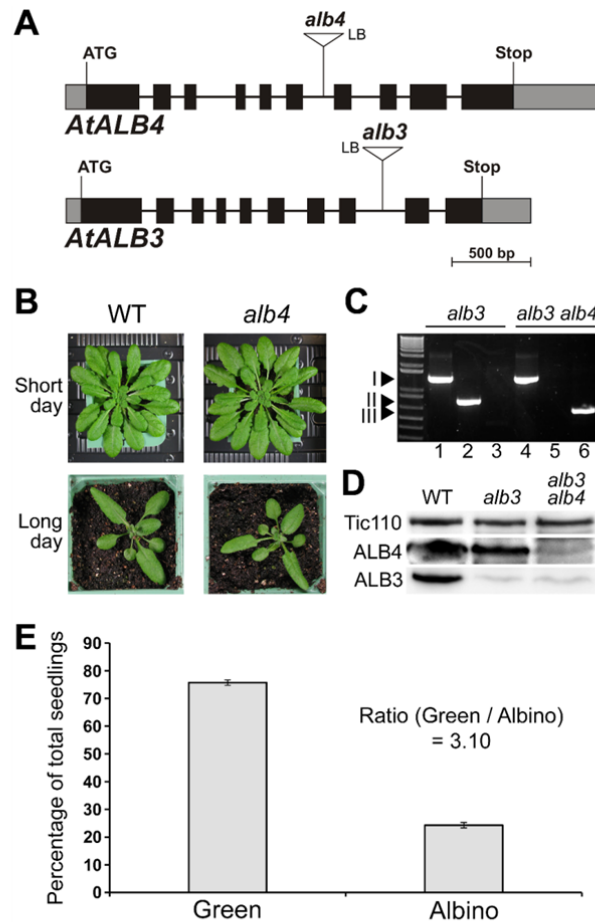 A
alb4
LB
ATG
Stop
AtALB4
alb3
LB
ATG
Stop
AtALB3
500 bp
B
WT
alb4
Short day
Long day
C
alb3
alb3 alb4
I
II
III
1 2 3 4 5 6
D
WT
alb3
alb3 alb4
Tic110
ALB4
ALB3
E
Percentage of total seedlings
90
80
70
60
50
40
30
20
10
0
Ratio (Green / Albino)
= 3.10
Green
Albino